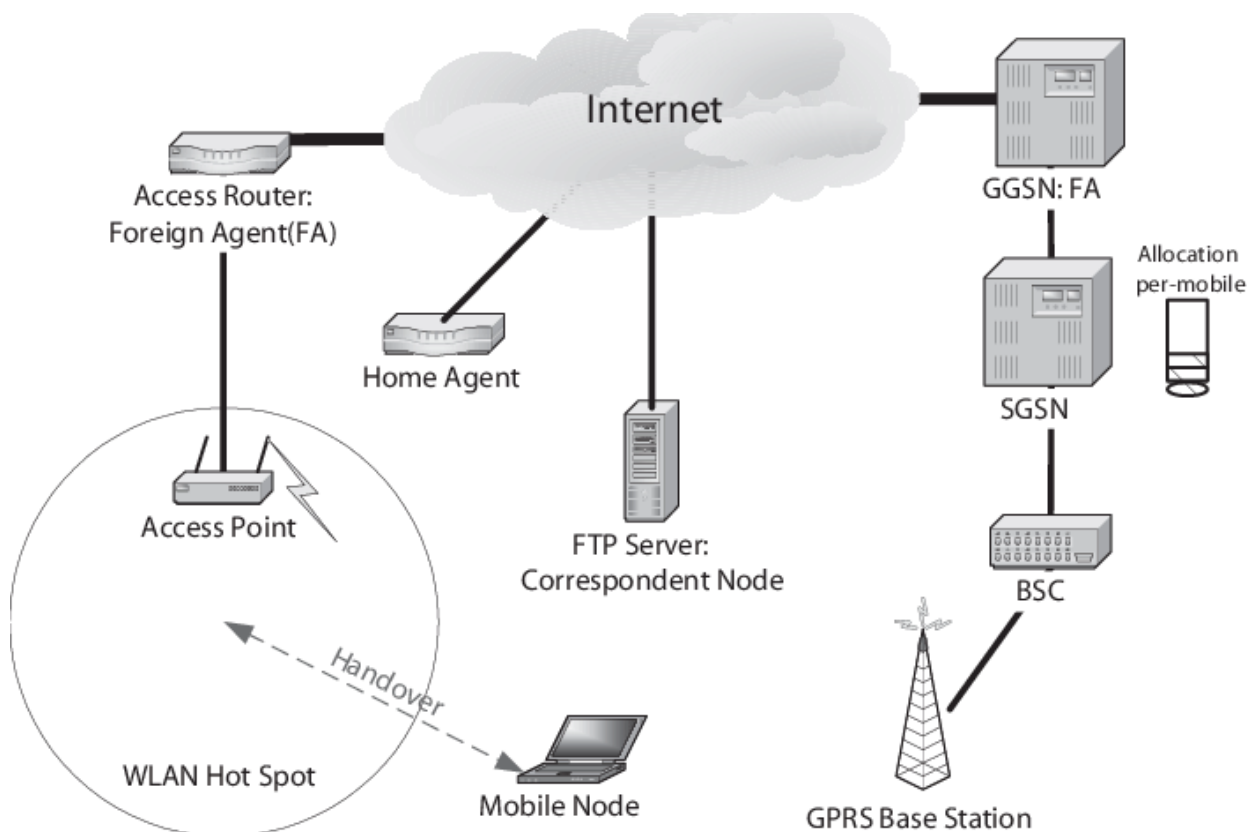 Internet
Access Router:
Foreign Agent(FA)
GGSN: FA
Allocation
per-mobile
Home Agent
SGSN
Access Point
FTP Server:
Correspondent Node
BSC
Handover
WLAN Hot Spot
Mobile Node
GPRS Base Station